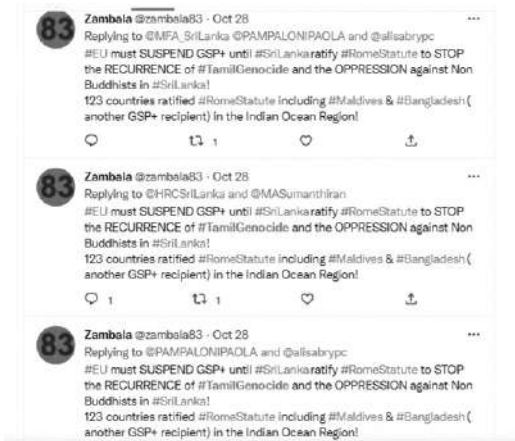 83
Zambala @zambala83 · Oct 28
Replying to @MFA_SriLanka @PAMPALONIPAOLA and @alisabrypc
#EU must SUSPEND GSP+ until #SriLankaratify #RomeStatute to STOP
the RECURRENCE of #TamilGenocide and the OPPRESSION against Non
Buddhists in #SriLanka!
123 countries ratified #RomeStatute including #Maldives & #Bangladesh(
another GSP+ recipient) in the Indian Ocean Region!
1
83
Zambala @zambala83 · Oct 28
Replying to @HRCSriLanka and @MASumanthiran
#EU must SUSPEND GSP+ until #SriLankaratify #RomeStatute to STOP
the RECURRENCE of #TamilGenocide and the OPPRESSION against Non
Buddhists in #SriLanka!
123 countries ratified #RomeStatute including #Maldives & #Bangladesh(
another GSP+ recipient) in the Indian Ocean Region!
1 1
83
Zambala @zambala83 · Oct 28
Replying to @PAMPALONIPAOLA and @alisabrypc
#EU must SUSPEND GSP+ until #SriLankaratify #RomeStatute to STOP
the RECURRENCE of #TamilGenocide and the OPPRESSION against Non
Buddhists in #SriLanka!
123 countries ratified #RomeStatute including #Maldives & #Bangladesh(
another GSP+ recipient) in the Indian Ocean Region!